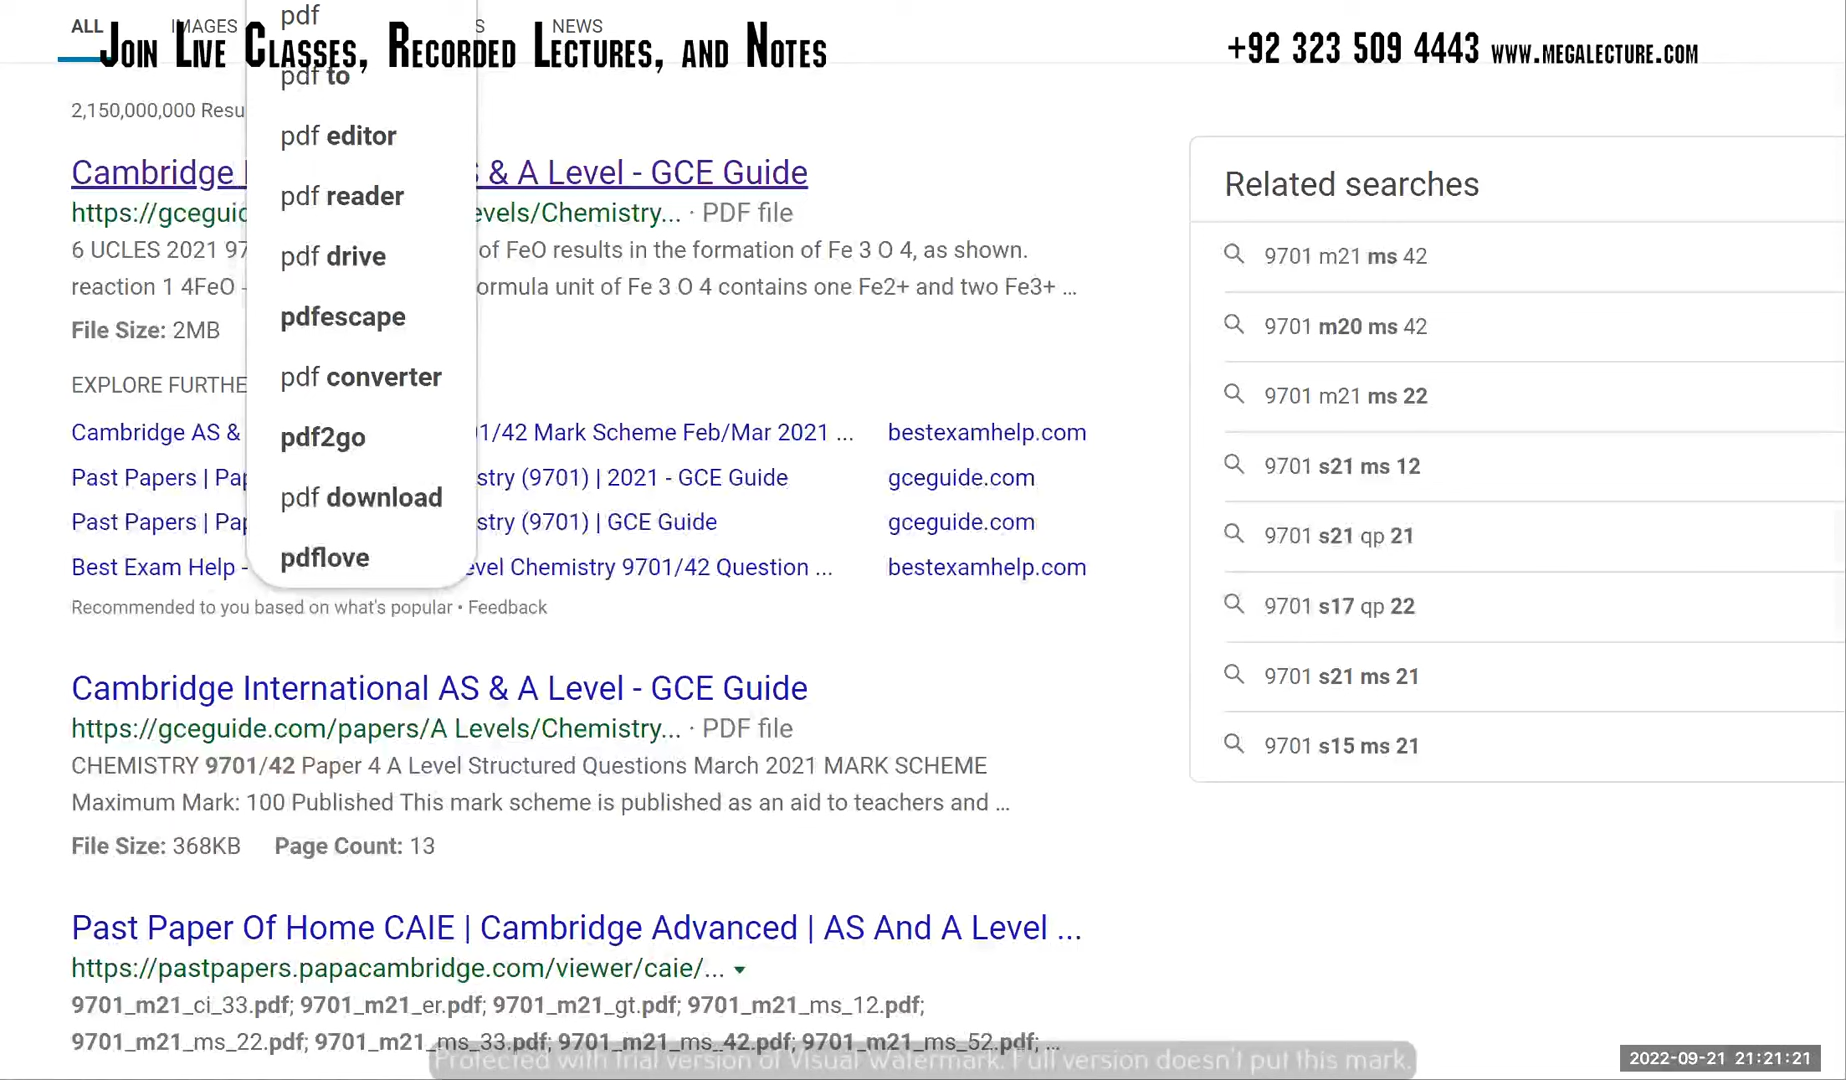 ALL
IMAGES
S
NEWS
JOIN LIVE CLASSES, RECORDED LECTURES, AND NOTES
+92 323 509 4443 WWW.MEGALECTURE.COM
pdf
pdf to
pdf editor
pdf reader
pdf drive
pdfescape
pdf converter
pdf2go
pdf download
pdflove
2,150,000,000 Resu
Cambridge I S & A Level - GCE Guide
https://gceguid evels/Chemistry... · PDF file
6 UCLES 2021 97 of FeO results in the formation of Fe 3 O 4, as shown.
reaction 1 4FeO - ormula unit of Fe 3 O 4 contains one Fe2+ and two Fe3+ ...
File Size: 2MB
EXPLORE FURTHE
Cambridge AS & 01/42 Mark Scheme Feb/Mar 2021 ... bestexamhelp.com
Past Papers | Pap stry (9701) | 2021 - GCE Guide gceguide.com
Past Papers | Pap stry (9701) | GCE Guide gceguide.com
Best Exam Help - evel Chemistry 9701/42 Question ... bestexamhelp.com
Recommended to you based on what's popular • Feedback
Cambridge International AS & A Level - GCE Guide
https://gceguide.com/papers/A Levels/Chemistry... · PDF file
CHEMISTRY 9701/42 Paper 4 A Level Structured Questions March 2021 MARK SCHEME
Maximum Mark: 100 Published This mark scheme is published as an aid to teachers and ...
File Size: 368KB Page Count: 13
Past Paper Of Home CAIE | Cambridge Advanced | AS And A Level ...
https://pastpapers.papacambridge.com/viewer/caie/...
9701_m21_ci_33.pdf; 9701_m21_er.pdf; 9701_m21_gt.pdf; 9701_m21_ms_12.pdf;
9701_m21_ms_22.pdf; 9701_m21_ms_33.pdf; 9701_m21_ms_42.pdf; 9701_m21_ms_52.pdf; ...
Related searches
9701 m21 ms 42
9701 m20 ms 42
9701 m21 ms 22
9701 s21 ms 12
9701 s21 qp 21
9701 s17 qp 22
9701 s21 ms 21
9701 s15 ms 21
Protected with trial version of Visual Watermark. Full version doesn't put this mark.
2022-09-21 21:21:21